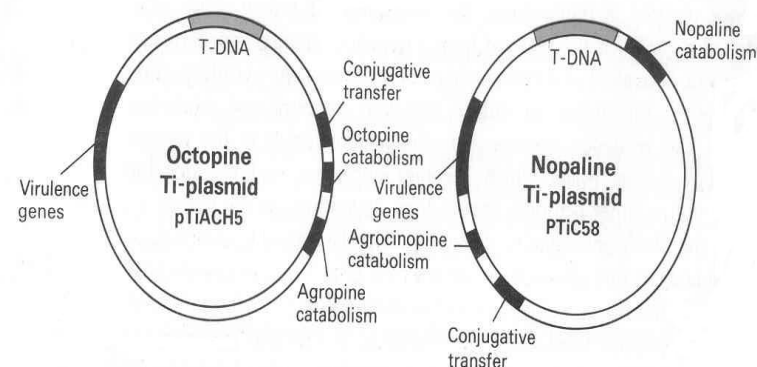 T-DNA
Conjugative
transfer
Octopine
catabolism
Octopine
Ti-plasmid
pTiACH5
Virulence
genes
Agropine
catabolism
T-DNA
Nopaline
catabolism
Nopaline
Ti-plasmid
PTiC58
Virulence
genes
Agrocinopine
catabolism
Conjugative
transfer